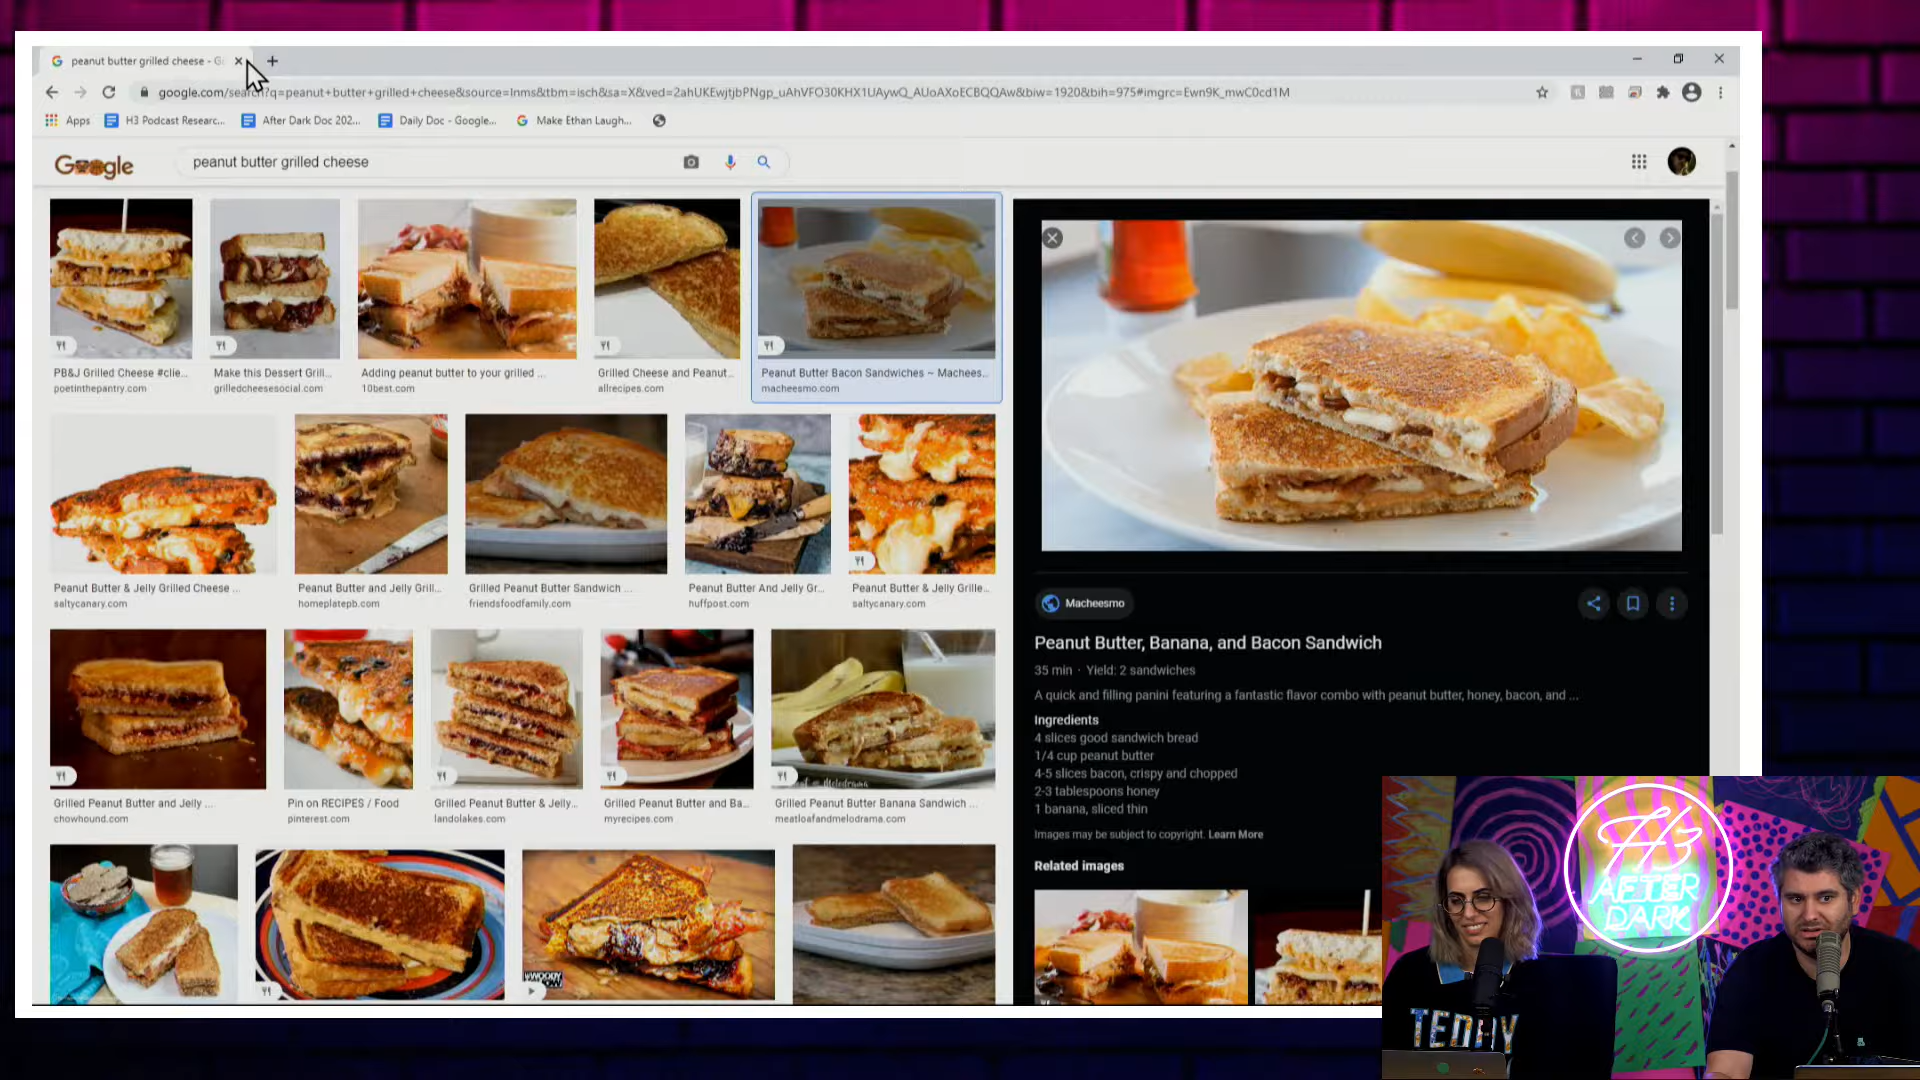 peanut butter grilled cheese - G
google.com/search?q=peanut+butter+grilled+cheese&source=lnms&tbm=isch&sa=X&ved=2ahUKEwjtjbPNgp_uAhVFO30KHX1UAywQ_AUoAXoECBQQAw&biw=1920&bih=975#imgrc=Ewn9K_mwC0cd1M
Apps H3 Podcast Researc... After Dark Doc 202... Daily Doc - Google... Make Ethan Laugh...
Google peanut butter grilled cheese
PB&J Grilled Cheese #clie... Make this Dessert Grill... Adding peanut butter to your grilled ... Grilled Cheese and Peanut... Peanut Butter Bacon Sandwiches ~ Machees...
poetinthepantry.com grilledcheesesocial.com 10best.com allrecipes.com macheesmo.com
Peanut Butter & Jelly Grilled Cheese ... Peanut Butter and Jelly Grill... Grilled Peanut Butter Sandwich ... Peanut Butter And Jelly Gr... Peanut Butter & Jelly Grille...
saltycanary.com homeplatepb.com friendsfoodfamily.com huffpost.com saltycanary.com
Grilled Peanut Butter and Jelly ... Pin on RECIPES / Food Grilled Peanut Butter & Jelly... Grilled Peanut Butter and Ba... Grilled Peanut Butter Banana Sandwich ...
chowhound.com pinterest.com landolakes.com myrecipes.com meatloafandmelodrama.com
Macheesmo
Peanut Butter, Banana, and Bacon Sandwich
35 min · Yield: 2 sandwiches
A quick and filling panini featuring a fantastic flavor combo with peanut butter, honey, bacon, and ...
Ingredients
4 slices good sandwich bread
1/4 cup peanut butter
4-5 slices bacon, crispy and chopped
2-3 tablespoons honey
1 banana, sliced thin
Images may be subject to copyright. Learn More
Related images
H3
AFTER
DARK
TEDDY